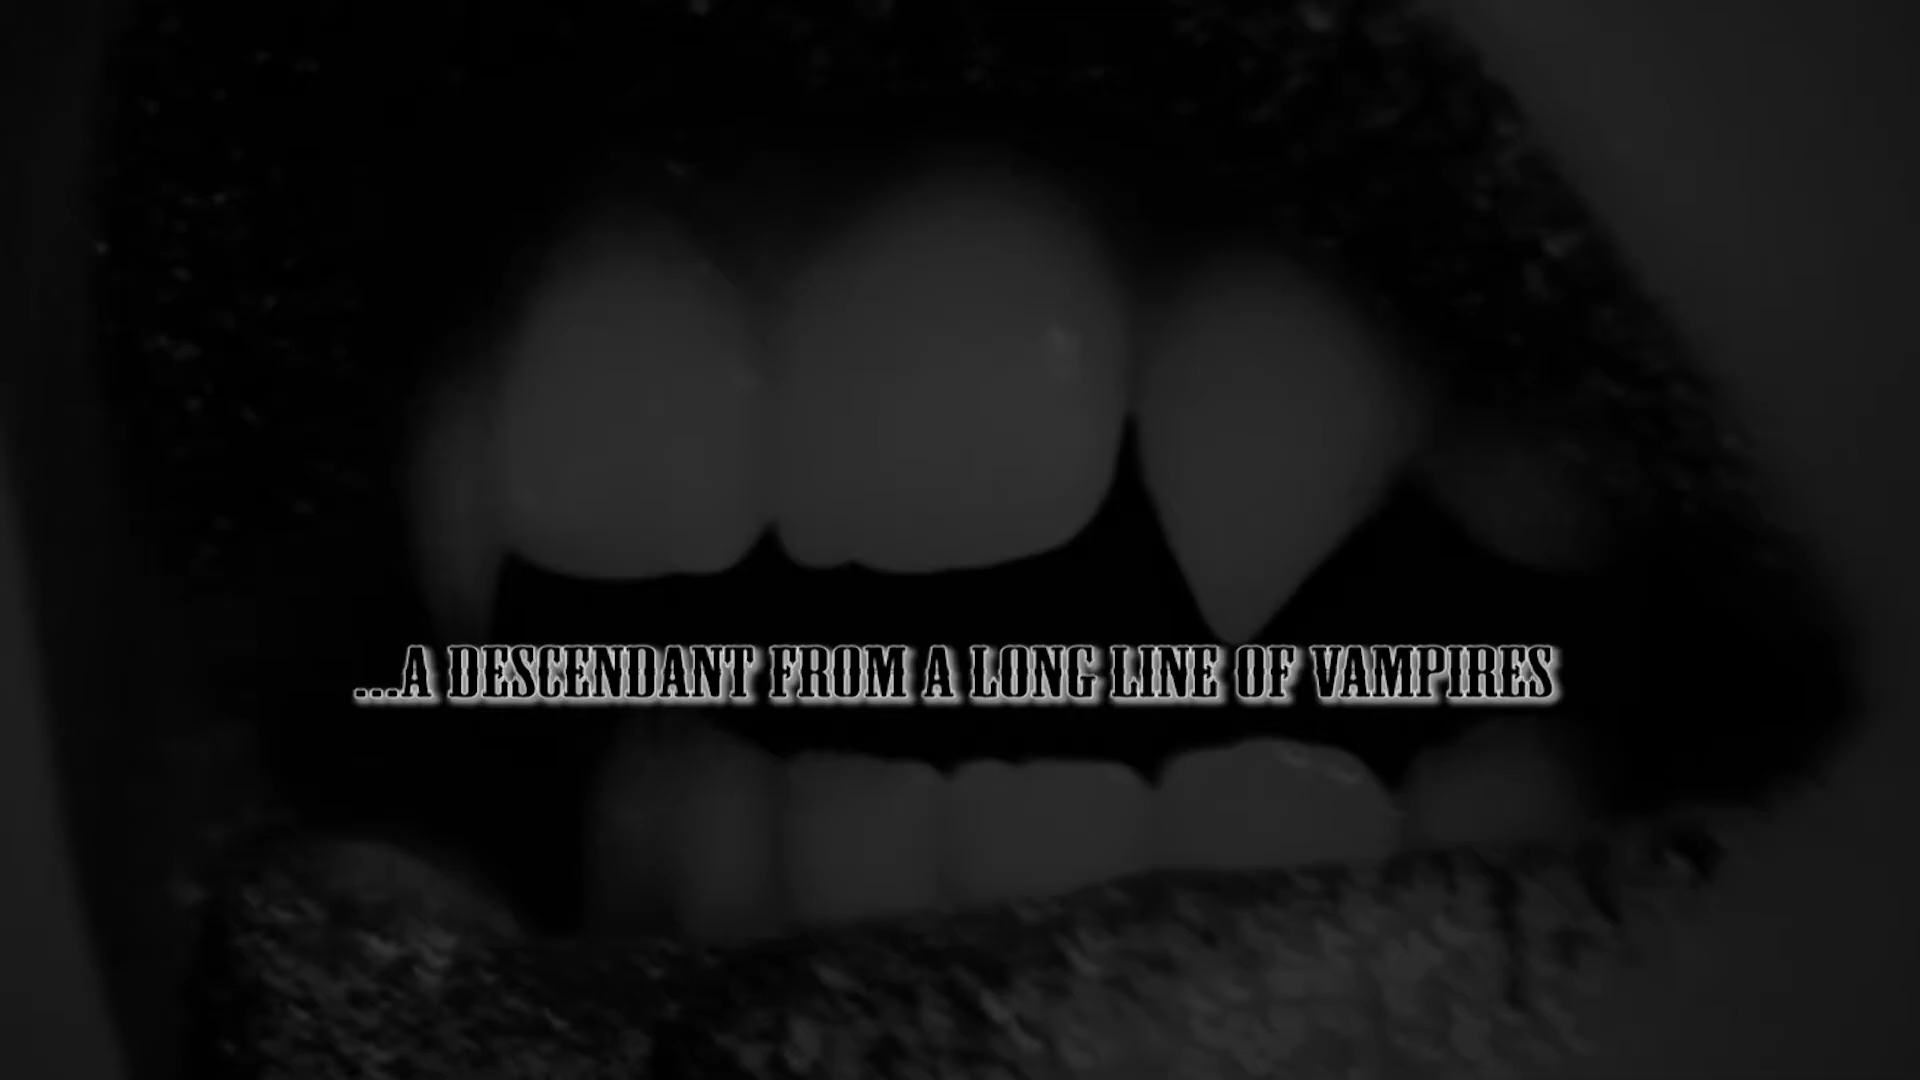 ...A DESCENDANT FROM A LONG LINE OF VAMPIRES